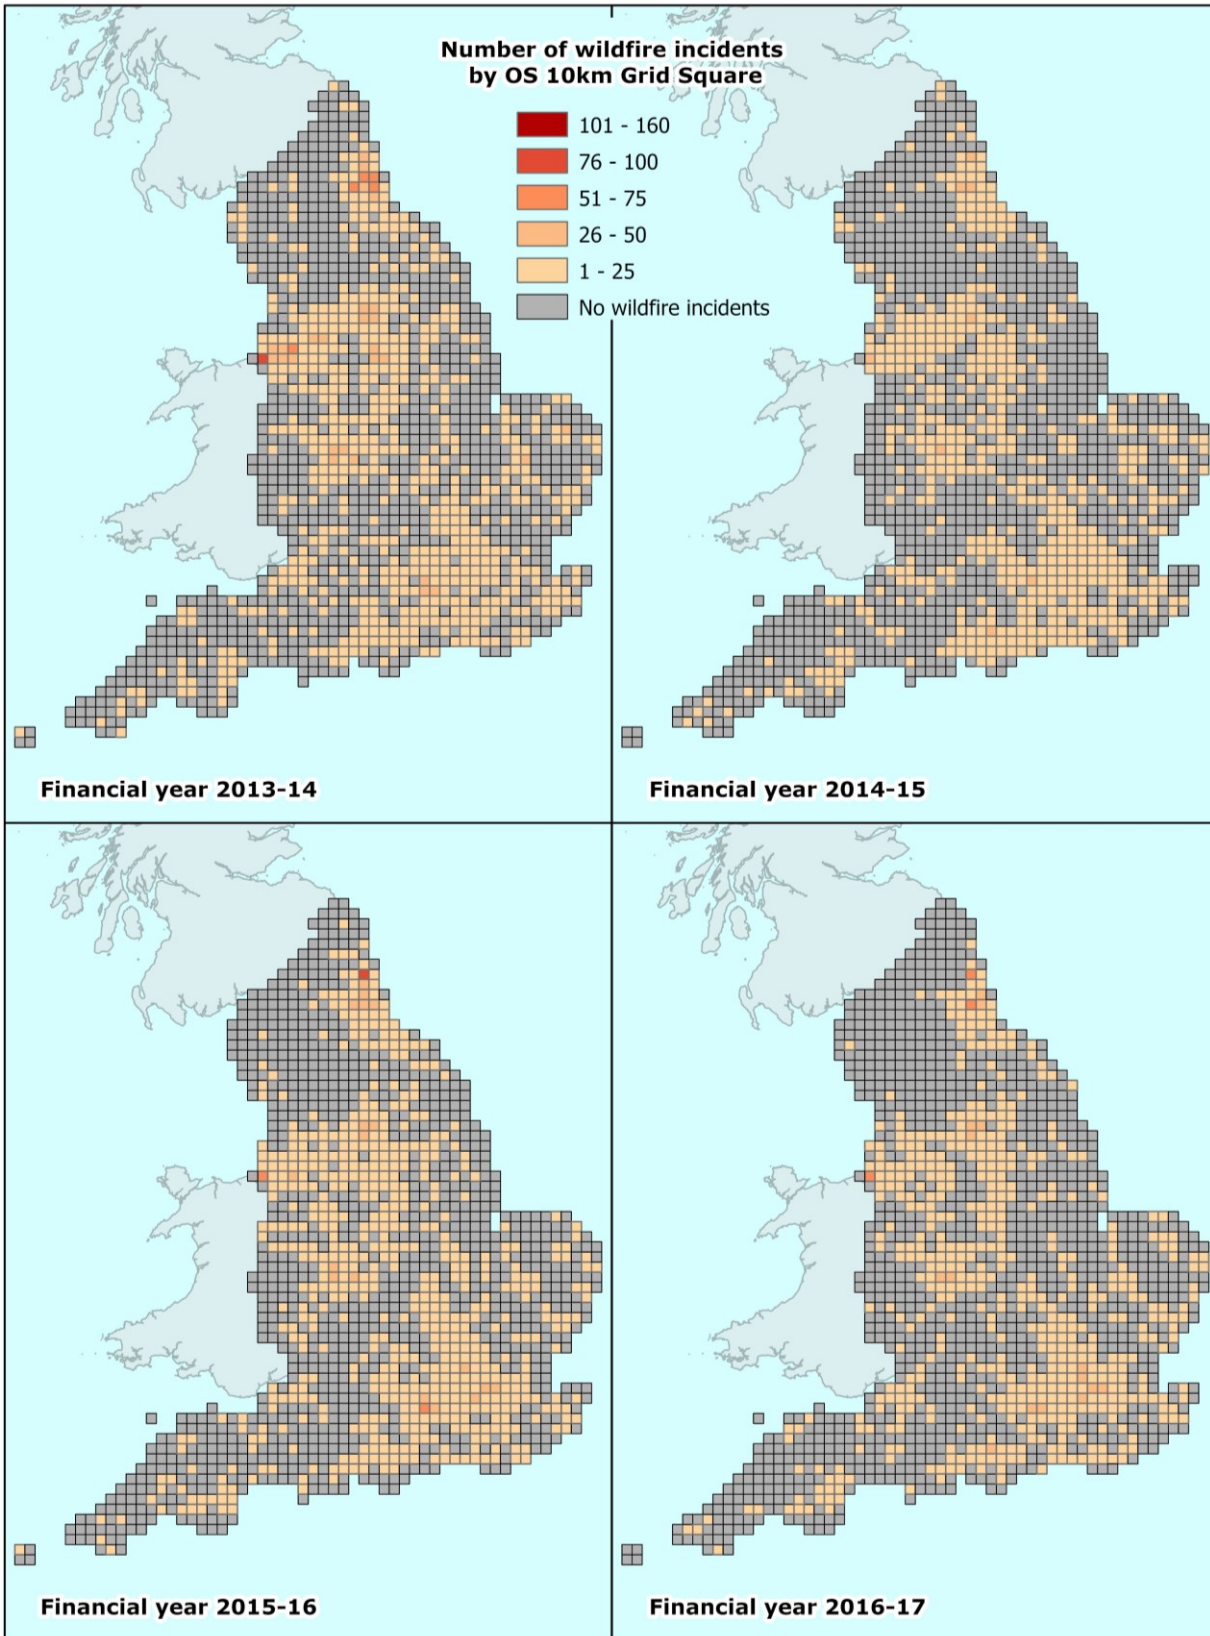 Number of wildfire incidents
by OS 10km Grid Square
101 - 160
76 - 100
51 - 75
26 - 50
1 - 25
No wildfire incidents
Financial year 2013-14
Financial year 2014-15
Financial year 2015-16
Financial year 2016-17